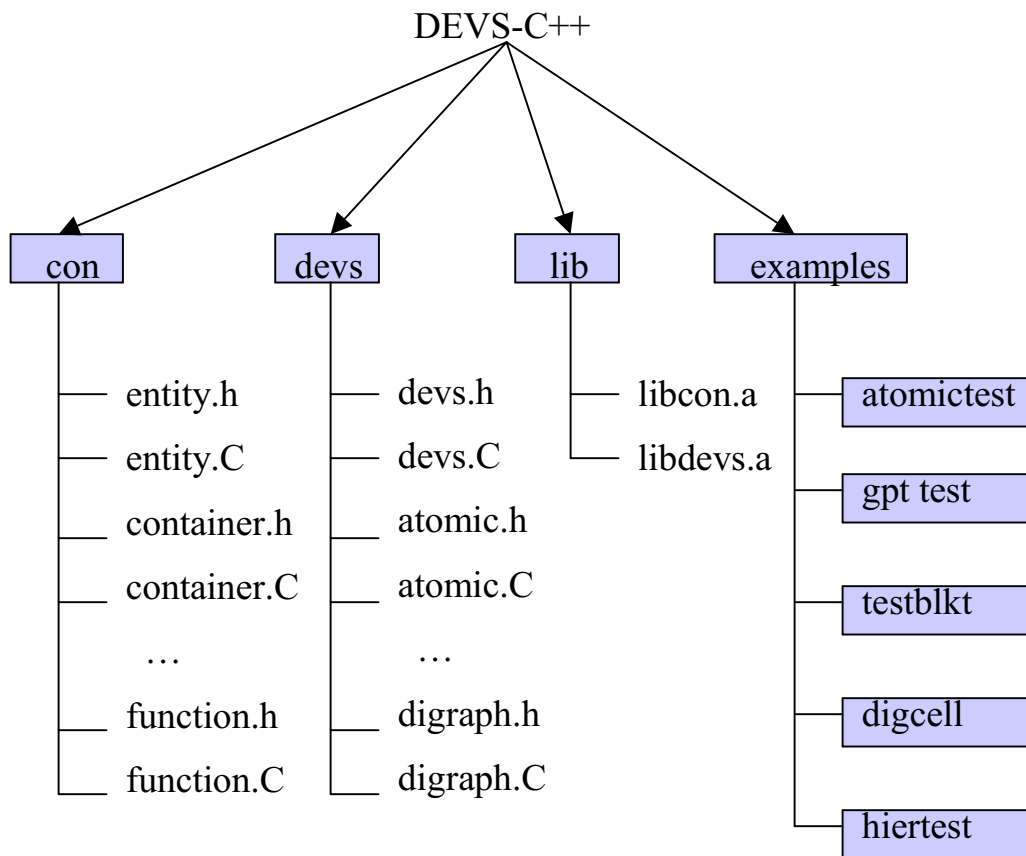 DEVS-C++
con
devs
lib
examples
entity.h
entity.C
container.h
container.C
…
function.h
function.C
devs.h
devs.C
atomic.h
atomic.C
…
digraph.h
digraph.C
libcon.a
libdevs.a
atomictest
gpt test
testblkt
digcell
hiertest